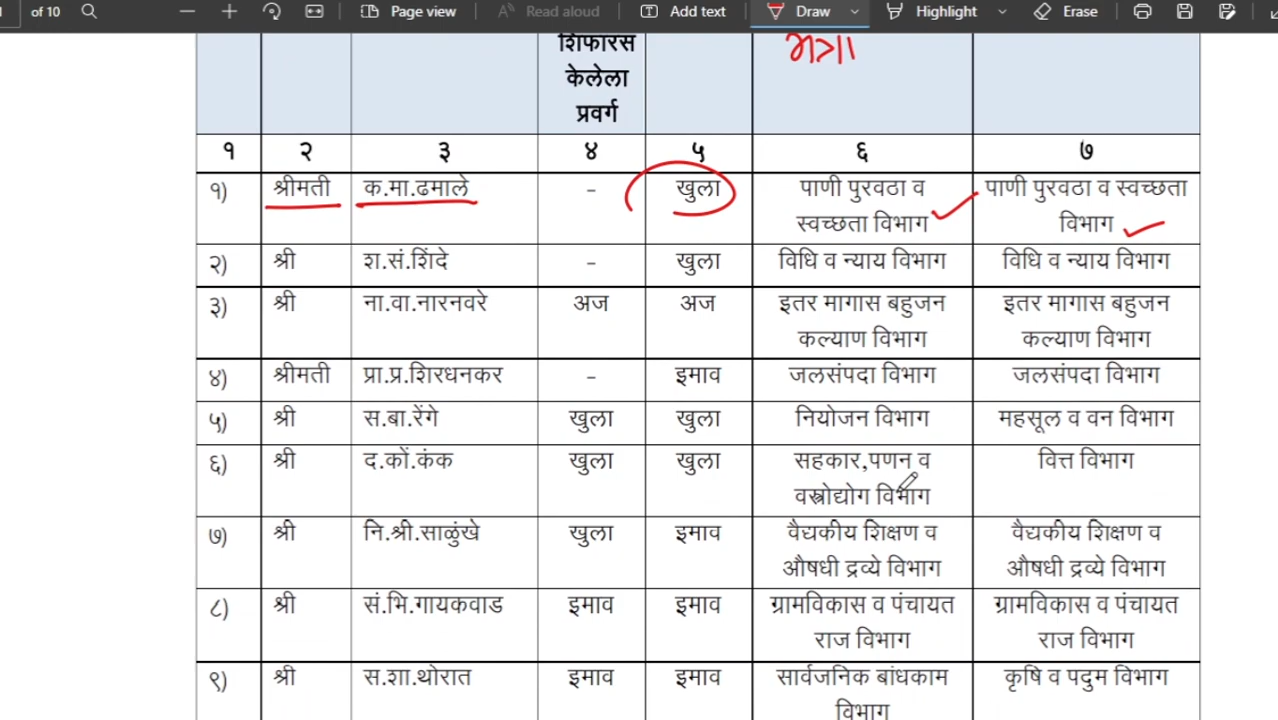 of 10 Page view Read aloud Add text Draw Highlight Erase
शिफारस
केलेला
प्रवर्ग
१ २ ३ ४ ५ ६ ७
१) श्रीमती क.मा.ढमाले - खुला पाणी पुरवठा व पाणी पुरवठा व स्वच्छता
स्वच्छता विभाग विभाग
२) श्री श.सं.शिंदे - खुला विधि व न्याय विभाग विधि व न्याय विभाग
३) श्री ना.वा.नारनवरे अज अज इतर मागास बहुजन इतर मागास बहुजन
कल्याण विभाग कल्याण विभाग
४) श्रीमती प्रा.प्र.शिरधनकर - इमाव जलसंपदा विभाग जलसंपदा विभाग
५) श्री स.बा.रेंगे खुला खुला नियोजन विभाग महसूल व वन विभाग
६) श्री द.कों.कंक खुला खुला सहकार,पणन व वित्त विभाग
वस्त्रोद्योग विभाग
७) श्री नि.श्री.साळुंखे खुला इमाव वैद्यकीय शिक्षण व वैद्यकीय शिक्षण व
औषधी द्रव्ये विभाग औषधी द्रव्ये विभाग
८) श्री सं.भि.गायकवाड इमाव इमाव ग्रामविकास व पंचायत ग्रामविकास व पंचायत
राज विभाग राज विभाग
९) श्री स.शा.थोरात इमाव इमाव सार्वजनिक बांधकाम कृषि व पदुम विभाग
विभाग